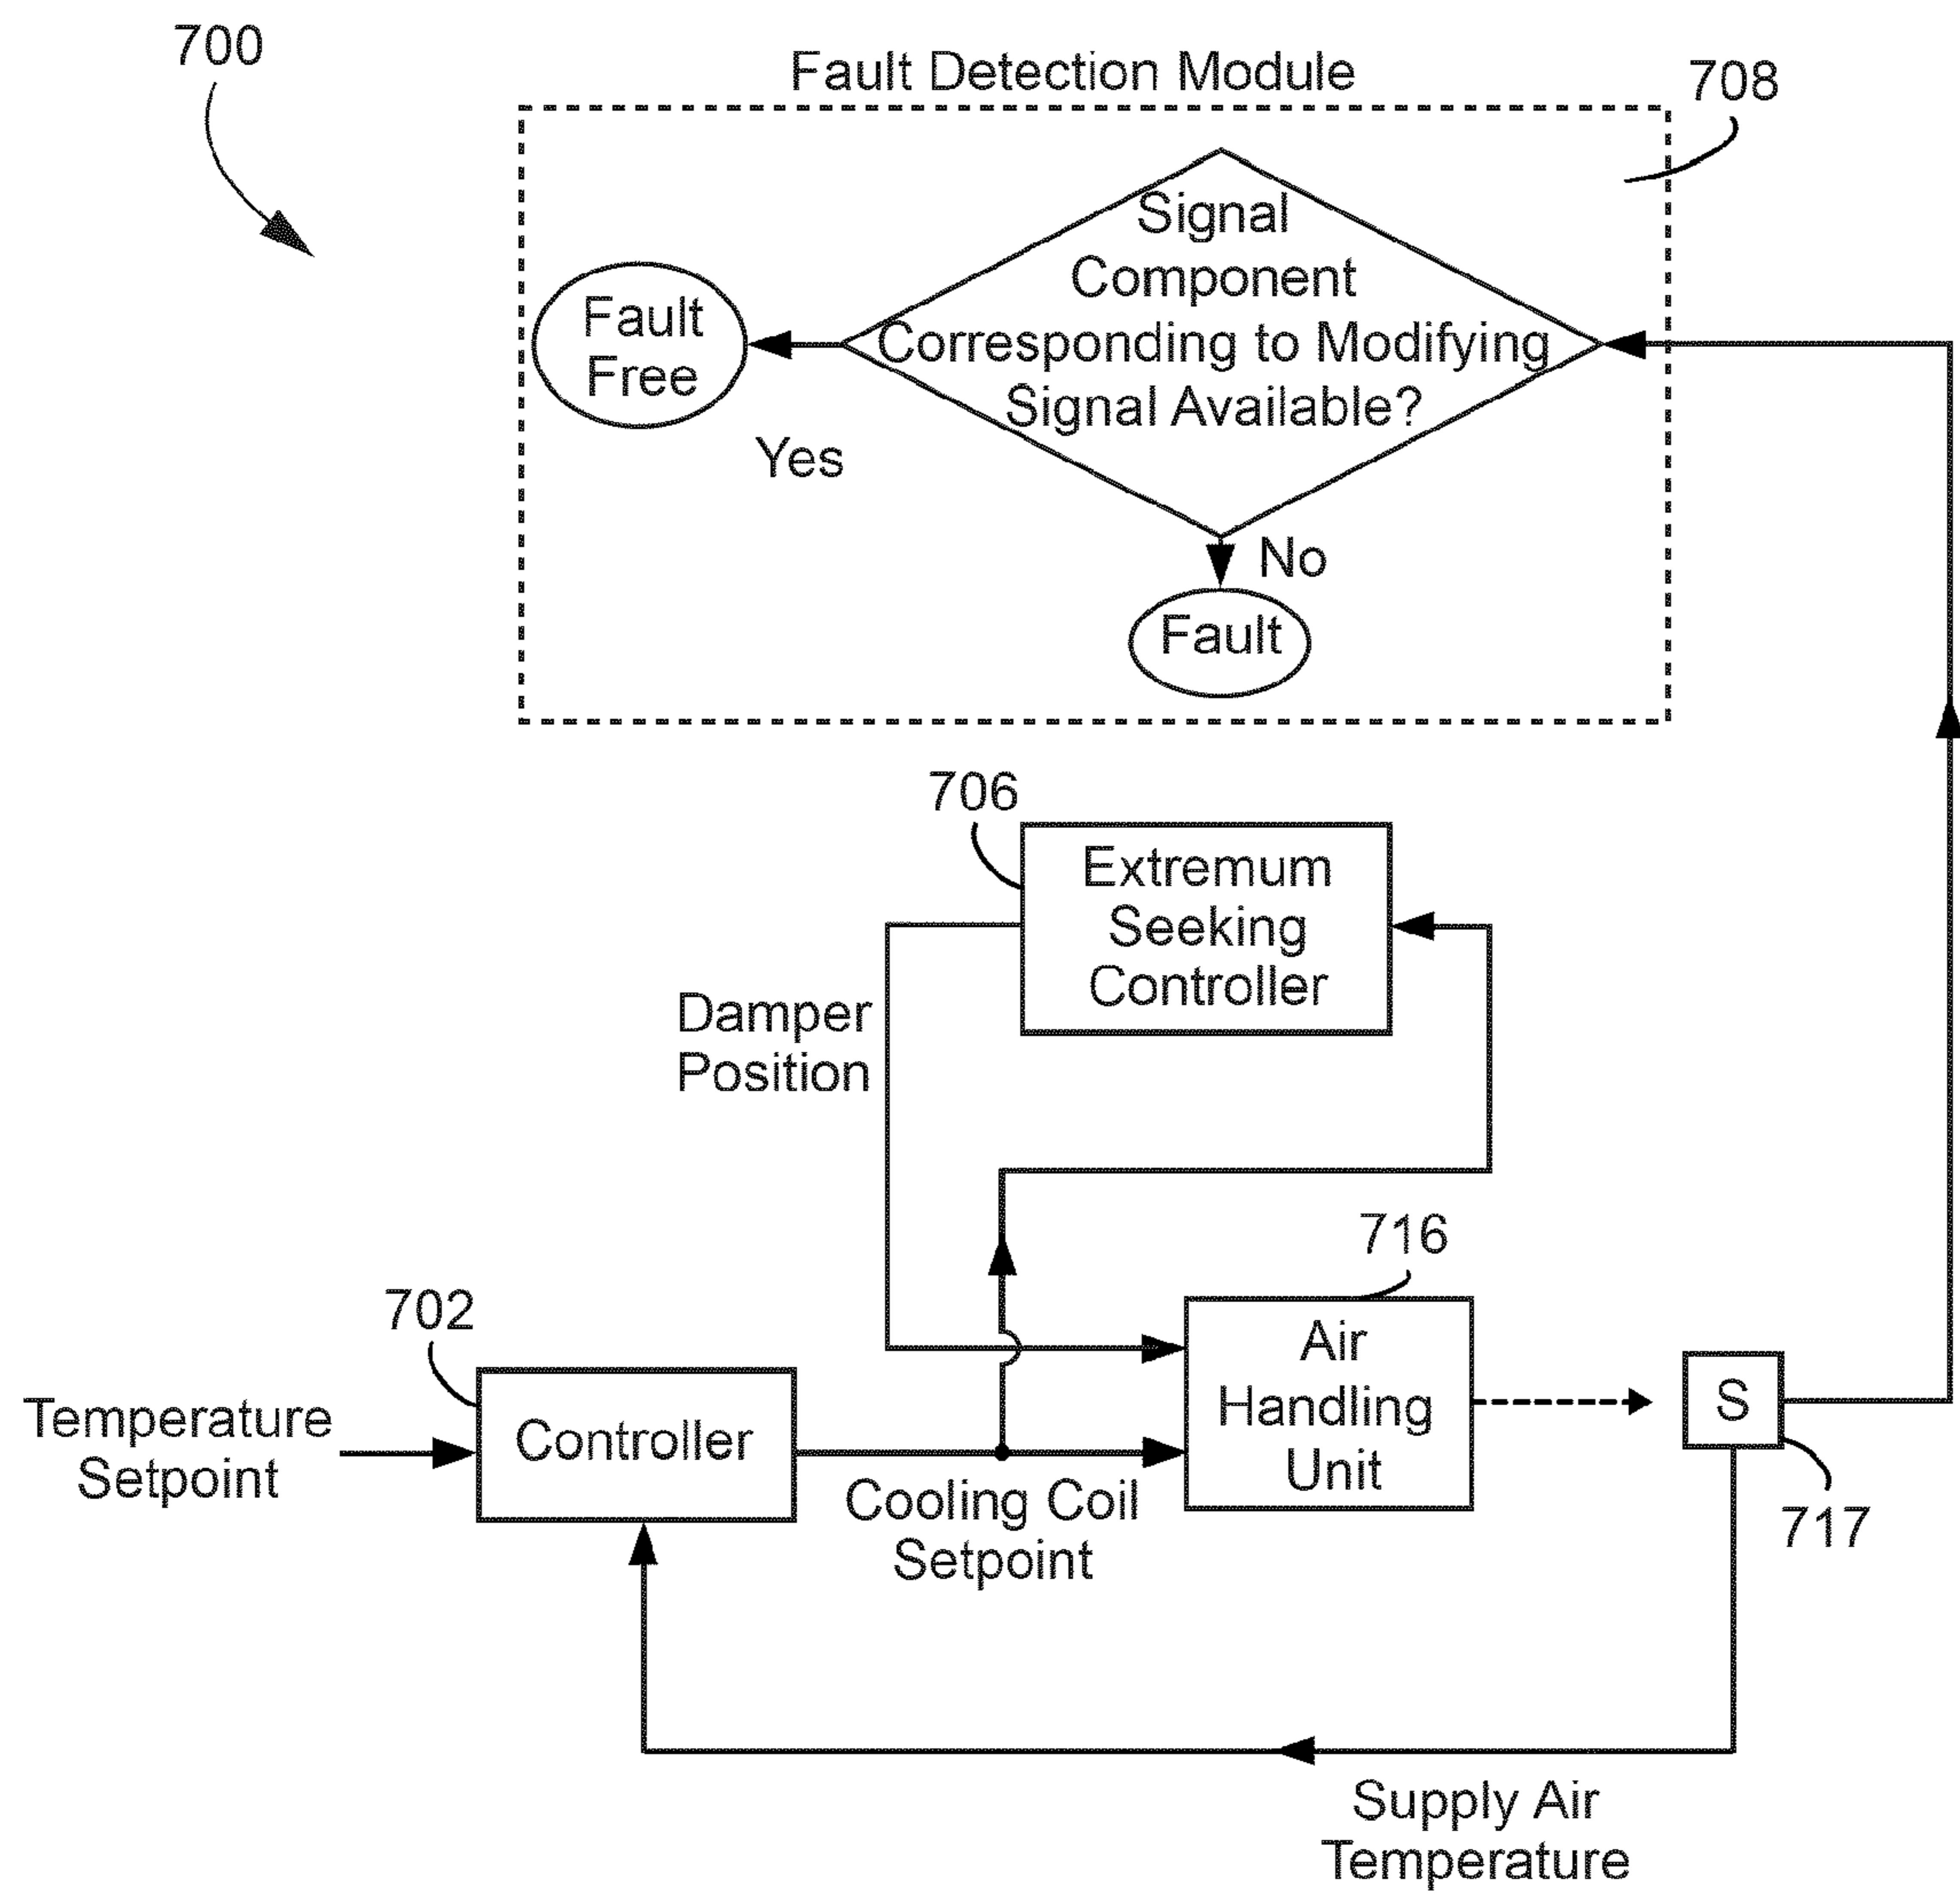 700
Fault Detection Module
708
Signal
Component
Corresponding to Modifying
Signal Available?
Fault
Free
Yes
No
Fault
706
Extremum
Seeking
Controller
Damper
Position
716
702
Air
Handling
Unit
S
Temperature
Setpoint
Controller
Cooling Coil
Setpoint
717
Supply Air
Temperature